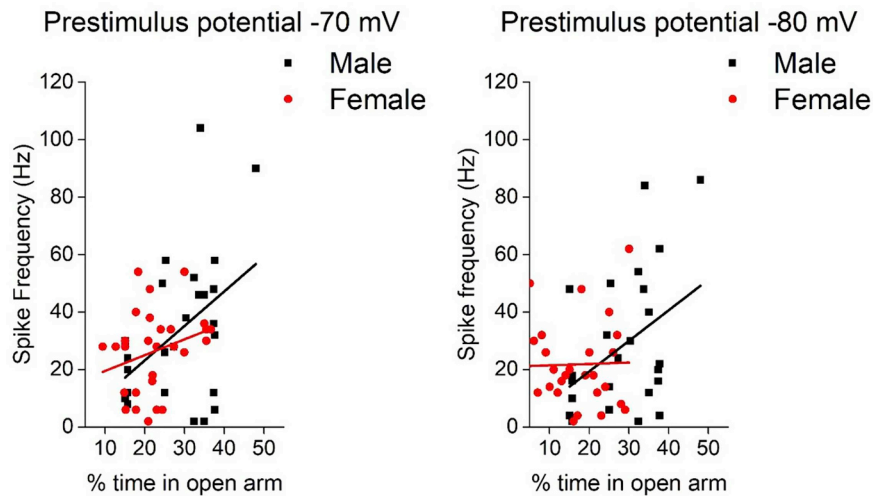 Prestimulus potential -70 mV
Male
Female
Spike Frequency (Hz)
120
100
80
60
40
20
0
10 20 30 40 50
% time in open arm
Prestimulus potential -80 mV
Male
Female
Spike frequency (Hz)
120
100
80
60
40
20
0
10 20 30 40 50
% time in open arm